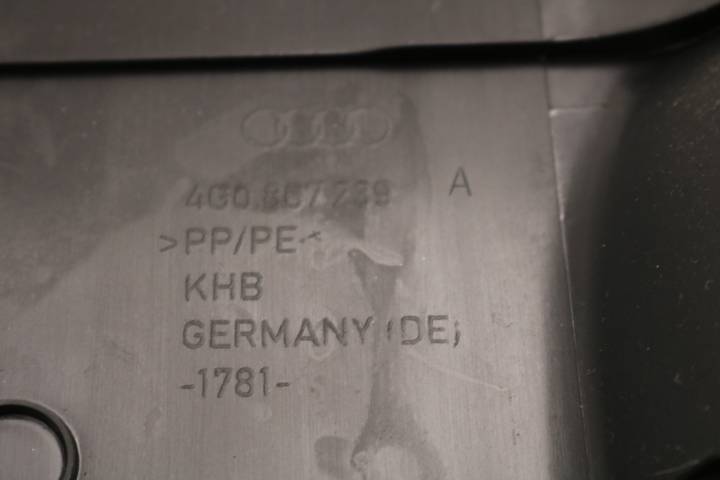 4G0 867 239 A
>PP/PE<
KHB
GERMANY (DE)
-1781-